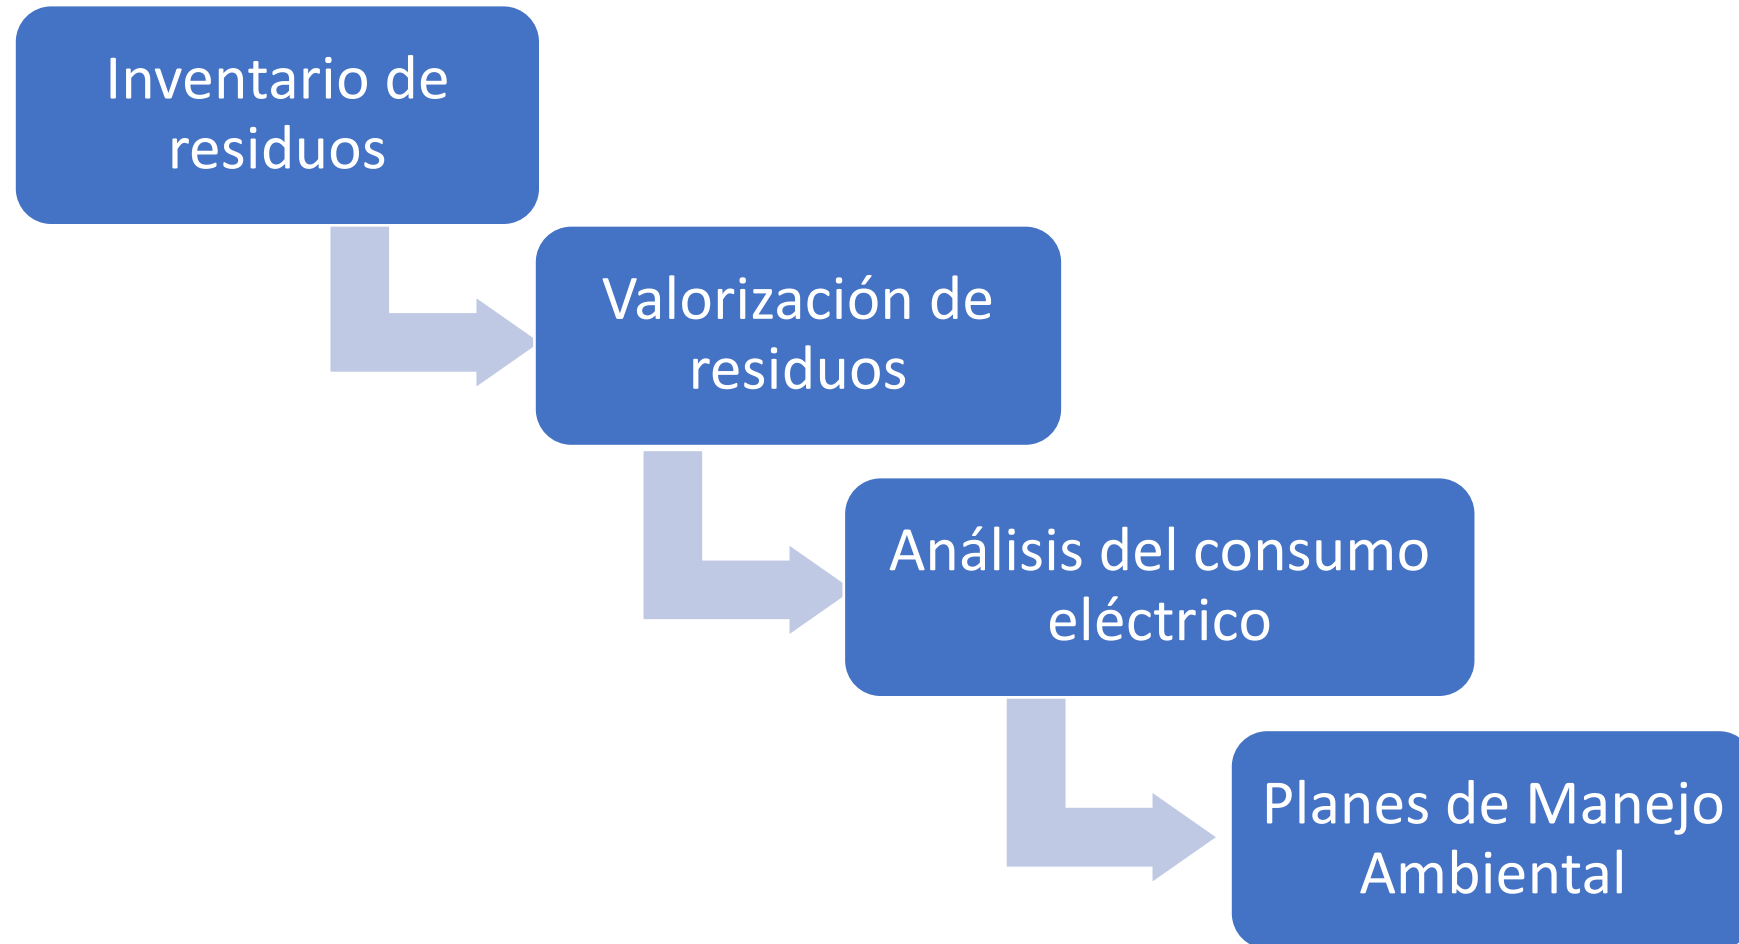 Inventario de
residuos
Valorización de
residuos
Análisis del consumo
eléctrico
Planes de Manejo
Ambiental